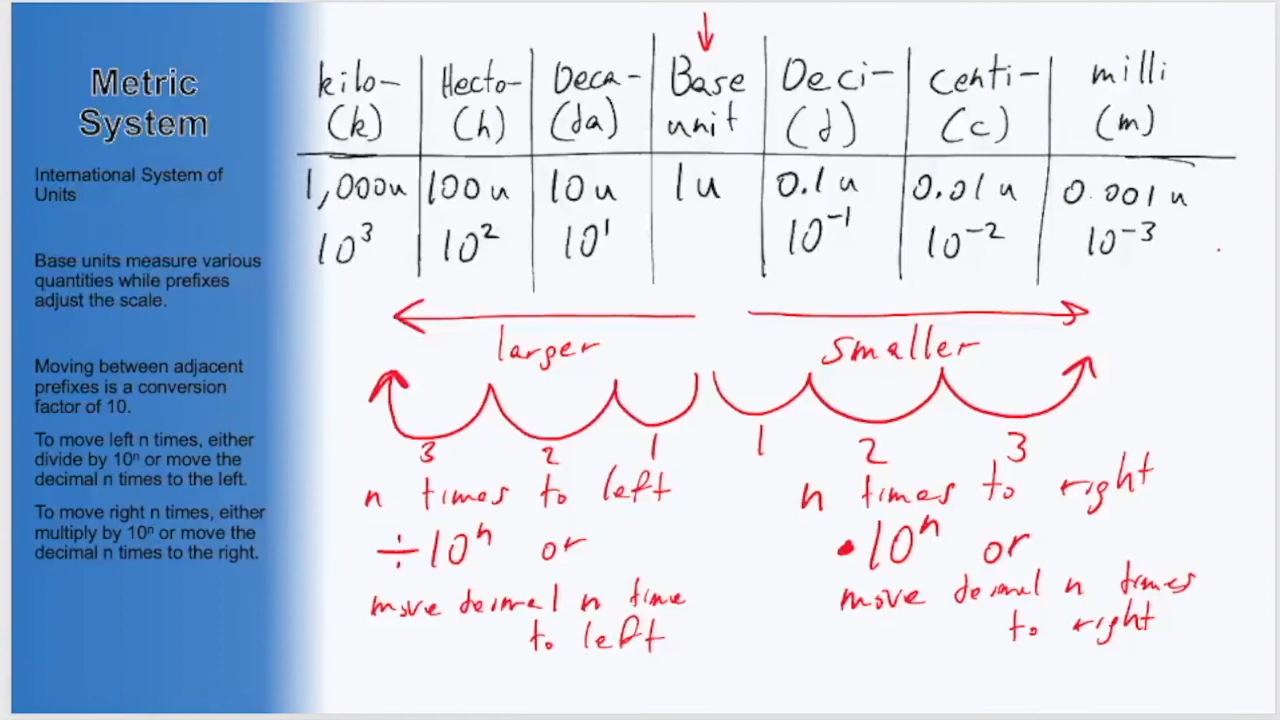 Metric
System
International System of
Units
Base units measure various
quantities while prefixes
adjust the scale.
Moving between adjacent
prefixes is a conversion
factor of 10.
To move left n times, either
divide by 10ⁿ or move the
decimal n times to the left.
To move right n times, either
multiply by 10ⁿ or move the
decimal n times to the right.
kilo- Hecto- Deca- Base Deci- centi- milli
(k) (h) (da) unit (d) (c) (m)
1,000u 100u 10u 1u 0.1u 0.01u 0.001u
10³ 10² 10¹ 10⁻¹ 10⁻² 10⁻³
larger smaller
3 2 1 1 2 3
n times to left n times to right
÷10ⁿ or •10ⁿ or
move decimal n time move decimal n times
to left to right